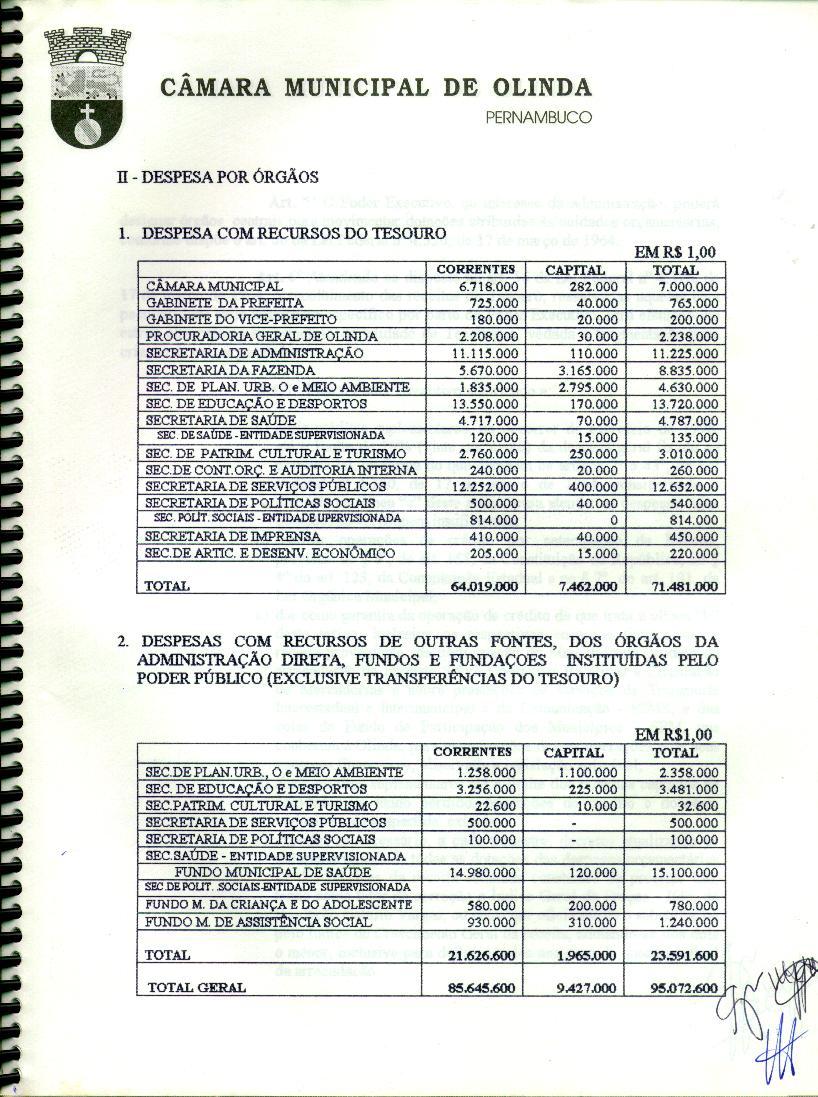 CÂMARA MUNICIPAL DE OLINDA
PERNAMBUCO
II - DESPESA POR ÓRGÃOS
1. DESPESA COM RECURSOS DO TESOURO
EM R$ 1,00
CORRENTES CAPITAL TOTAL
CÂMARA MUNICIPAL 6.718.000 282.000 7.000.000
GABINETE DA PREFEITA 725.000 40.000 765.000
GABINETE DO VICE-PREFEITO 180.000 20.000 200.000
PROCURADORIA GERAL DE OLINDA 2.208.000 30.000 2.238.000
SECRETARIA DE ADMINISTRAÇÃO 11.115.000 110.000 11.225.000
SECRETARIA DA FAZENDA 5.670.000 3.165.000 8.835.000
SEC. DE PLAN. URB. O e MEIO AMBIENTE 1.835.000 2.795.000 4.630.000
SEC. DE EDUCAÇÃO E DESPORTOS 13.550.000 170.000 13.720.000
SECRETARIA DE SAÚDE 4.717.000 70.000 4.787.000
SEC. DE SAÚDE - ENTIDADE SUPERVISIONADA 120.000 15.000 135.000
SEC. DE PATRIM. CULTURAL E TURISMO 2.760.000 250.000 3.010.000
SEC.DE CONT.ORÇ. E AUDITORIA INTERNA 240.000 20.000 260.000
SECRETARIA DE SERVIÇOS PÚBLICOS 12.252.000 400.000 12.652.000
SECRETARIA DE POLÍTICAS SOCIAIS 500.000 40.000 540.000
SEC. POLÍT. SOCIAIS - ENTIDADE UPERVISIONADA 814.000 0 814.000
SECRETARIA DE IMPRENSA 410.000 40.000 450.000
SEC.DE ARTIC. E DESENV. ECONÔMICO 205.000 15.000 220.000
TOTAL 64.019.000 7.462.000 71.481.000
2. DESPESAS COM RECURSOS DE OUTRAS FONTES, DOS ÓRGÃOS DA
ADMINISTRAÇÃO DIRETA, FUNDOS E FUNDAÇOES INSTITUÍDAS PELO
PODER PÚBLICO (EXCLUSIVE TRANSFERÊNCIAS DO TESOURO)
EM R$1,00
CORRENTES CAPITAL TOTAL
SEC.DE PLAN.URB., O e MEIO AMBIENTE 1.258.000 1.100.000 2.358.000
SEC. DE EDUCAÇÃO E DESPORTOS 3.256.000 225.000 3.481.000
SEC.PATRIM. CULTURAL E TURISMO 22.600 10.000 32.600
SECRETARIA DE SERVIÇOS PÚBLICOS 500.000 - 500.000
SECRETARIA DE POLÍTICAS SOCIAIS 100.000 - 100.000
SEC.SAÚDE - ENTIDADE SUPERVISIONADA
FUNDO MUNICIPAL DE SAÚDE 14.980.000 120.000 15.100.000
SEC.DE POLIT. .SOCIAIS-ENTIDADE SUPERVISIONADA
FUNDO M. DA CRIANÇA E DO ADOLESCENTE 580.000 200.000 780.000
FUNDO M. DE ASSISTÊNCIA SOCIAL 930.000 310.000 1.240.000
TOTAL 21.626.600 1.965.000 23.591.600
TOTAL GERAL 85.645.600 9.427.000 95.072.600